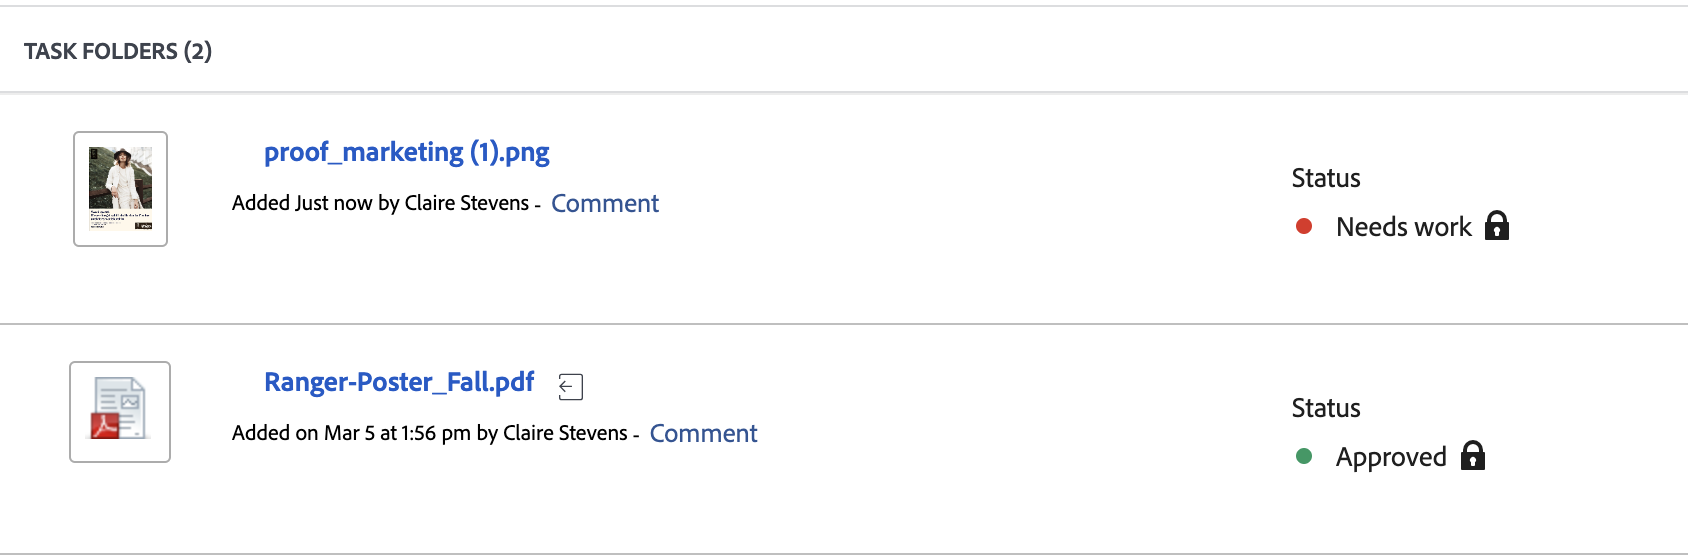 TASK FOLDERS (2)
proof_marketing (1).png
Added Just now by Claire Stevens - Comment
Status
Needs work
Ranger-Poster_Fall.pdf
Added on Mar 5 at 1:56 pm by Claire Stevens - Comment
Status
Approved